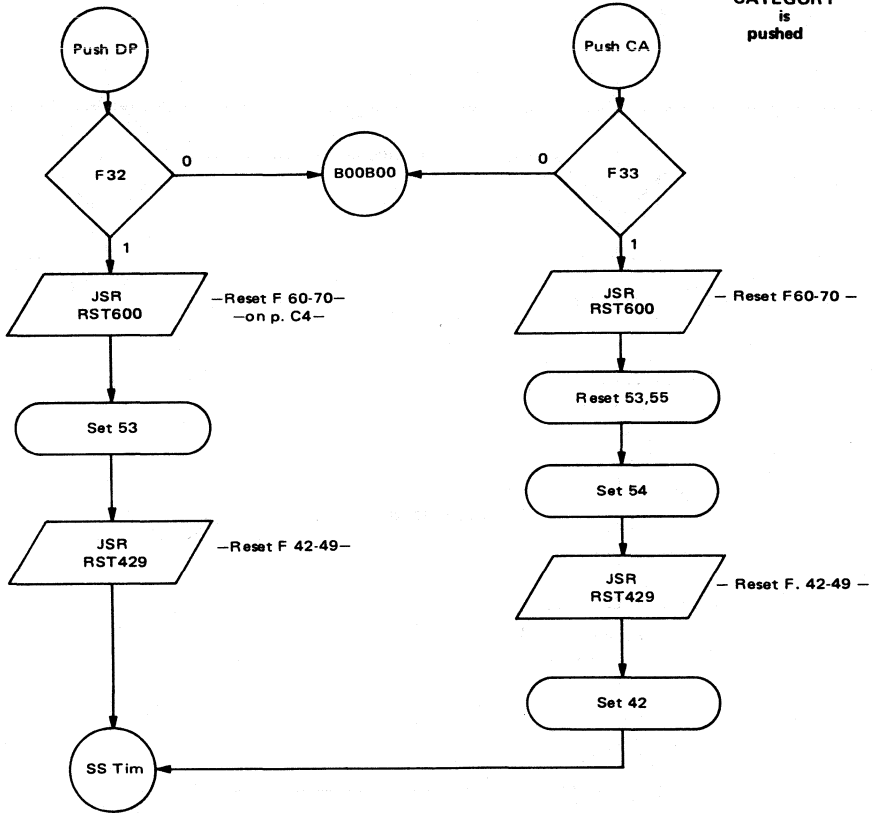 CATEGORY
is
pushed
Push DP
Push CA
F32
0
B00B00
0
F33
1
1
JSR
RST600
—Reset F 60-70—
—on p. C4—
JSR
RST600
— Reset F60-70 —
Set 53
Reset 53,55
Set 54
JSR
RST429
—Reset F 42-49—
JSR
RST429
— Reset F. 42-49 —
Set 42
SS Tim